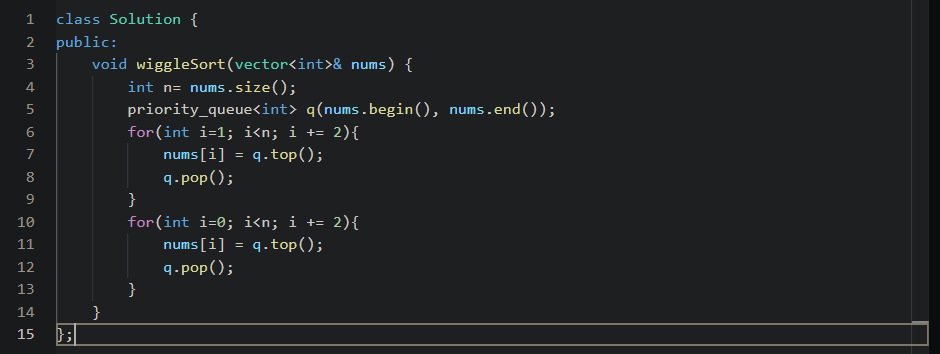 1 class Solution {
2 public:
3     void wiggleSort(vector<int>& nums) {
4         int n= nums.size();
5         priority_queue<int> q(nums.begin(), nums.end());
6         for(int i=1; i<n; i += 2){
7             nums[i] = q.top();
8             q.pop();
9         }
10         for(int i=0; i<n; i += 2){
11             nums[i] = q.top();
12             q.pop();
13         }
14     }
15 };